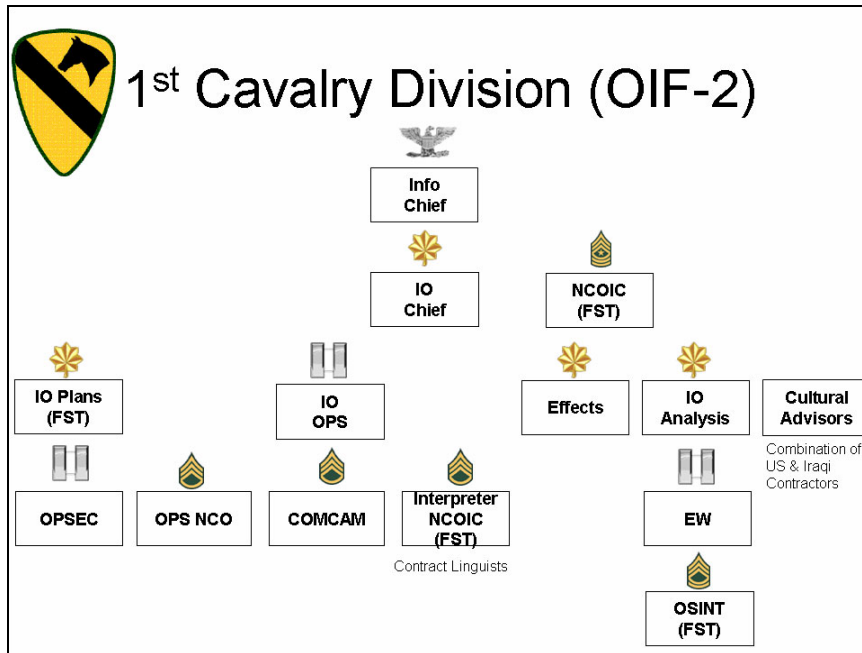 1st Cavalry Division (OIF-2)
Info
Chief
IO
Chief
NCOIC
(FST)
IO Plans
(FST)
IO
OPS
Effects
IO
Analysis
Cultural
Advisors
Combination of
US & Iraqi
Contractors
OPSEC
OPS NCO
COMCAM
Interpreter
NCOIC
(FST)
Contract Linguists
EW
OSINT
(FST)